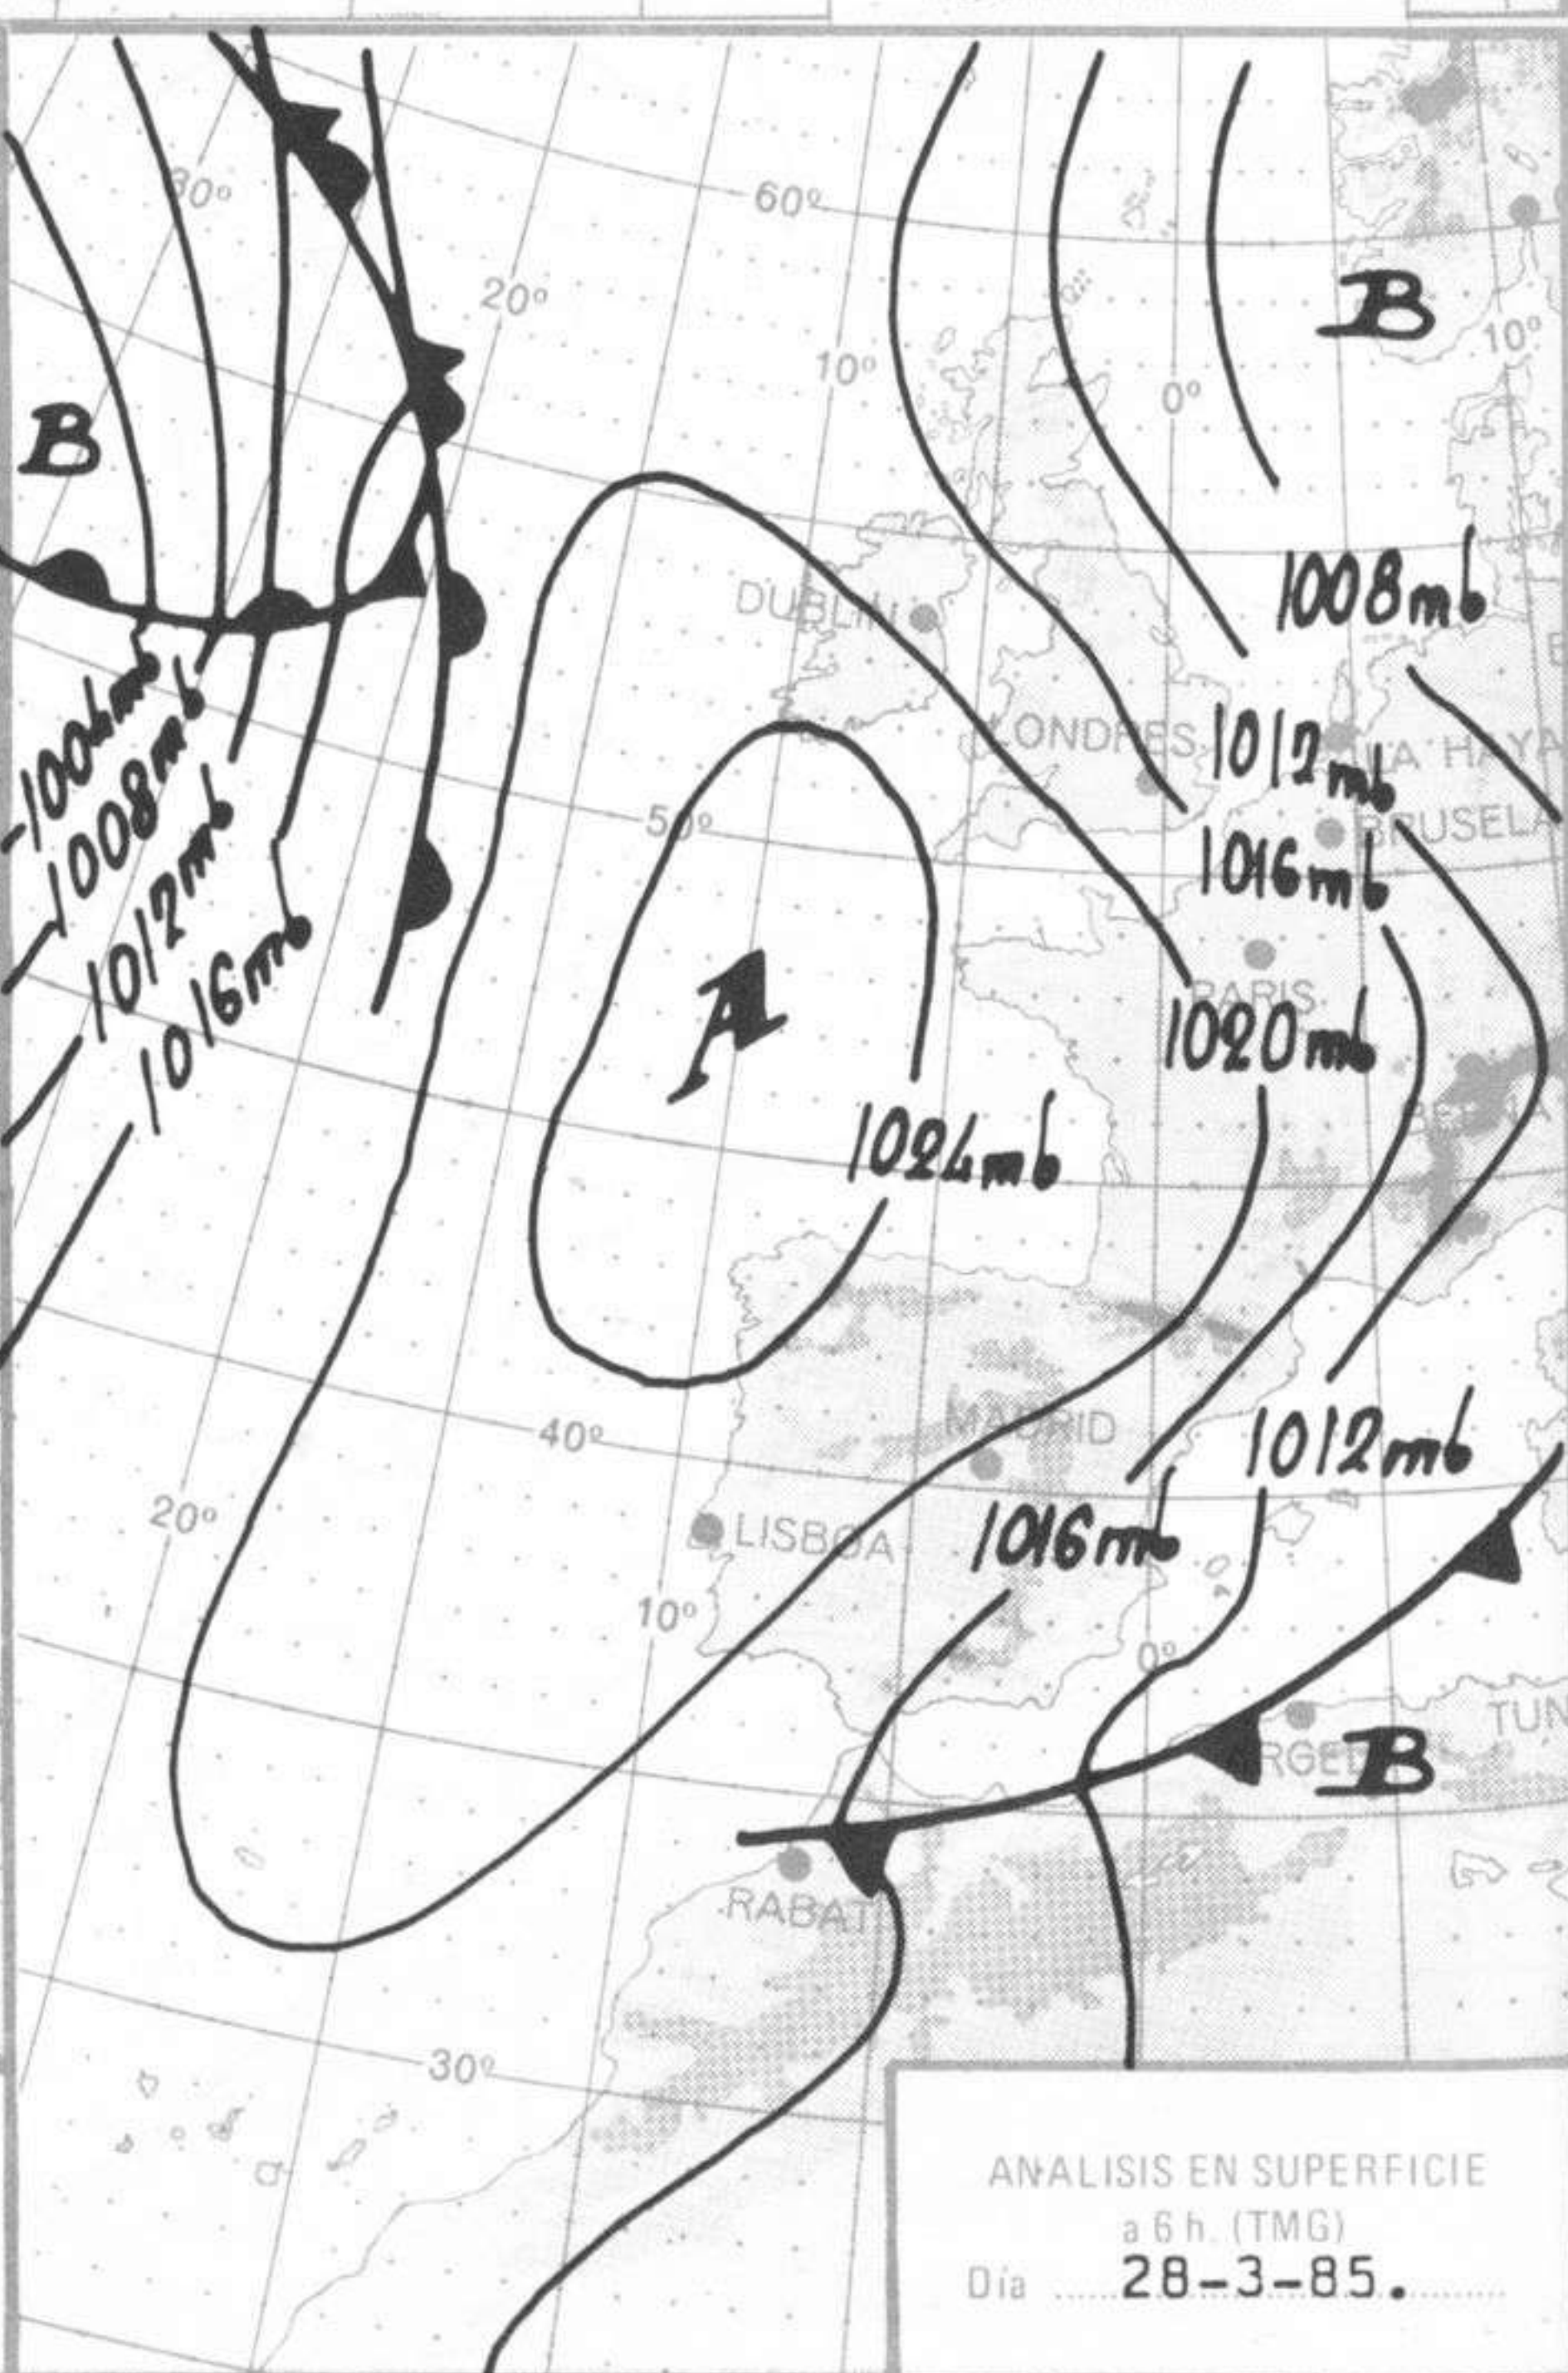 30º
60º
20º
10º
B
10º
0º
B
1008mb
DUBLIN
1004mb
1008mb
1012mb
1016mb
LONDRES
1012mb
LA HAYA
50º
BRUSELA
1016mb
A
PARIS
1020mb
1024mb
40º
MADRID
1012mb
20º
LISBOA
1016mb
10º
0º
TUN
ARGEL
B
RABAT
30º
ANALISIS EN SUPERFICIE
a 6 h. (TMG)
Día 28-3-85.